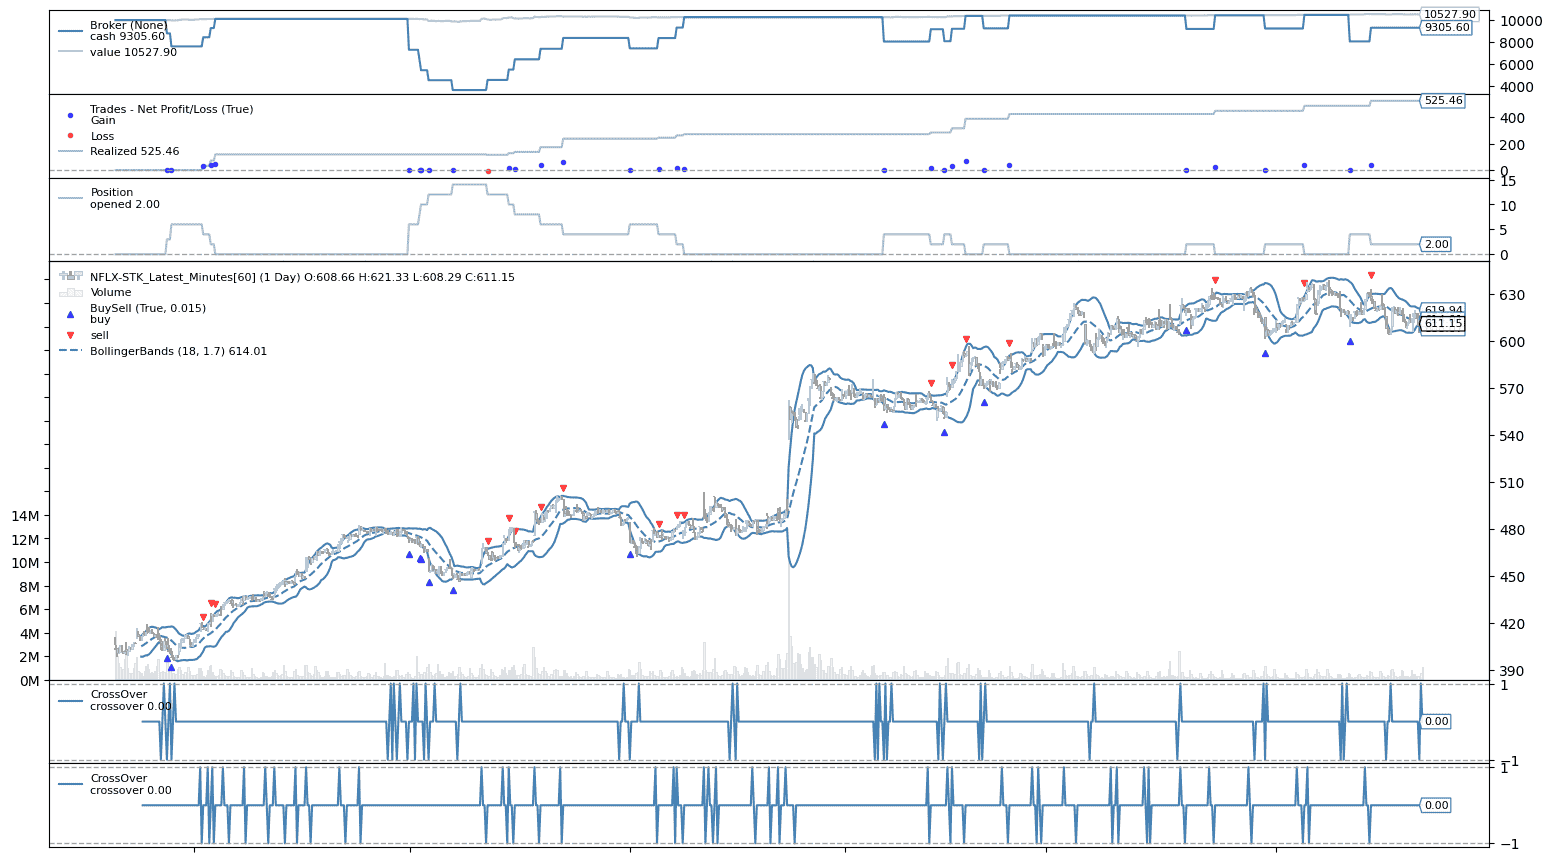 Broker (None)
cash 9305.60
value 10527.90
10527.90
10000
9305.60
8000
6000
4000
Trades - Net Profit/Loss (True)
Gain
Loss
Realized 525.46
525.46
400
200
0
Position
opened 2.00
15
10
5
2.00
0
NFLX-STK_Latest_Minutes[60] (1 Day) O:608.66 H:621.33 L:608.29 C:611.15
Volume
BuySell (True, 0.015)
buy
sell
BollingerBands (18, 1.7) 614.01
630
619.94
611.15
600
570
540
510
480
450
420
390
14M
12M
10M
8M
6M
4M
2M
0M
CrossOver
crossover 0.00
1
0.00
−1
CrossOver
crossover 0.00
1
0.00
−1